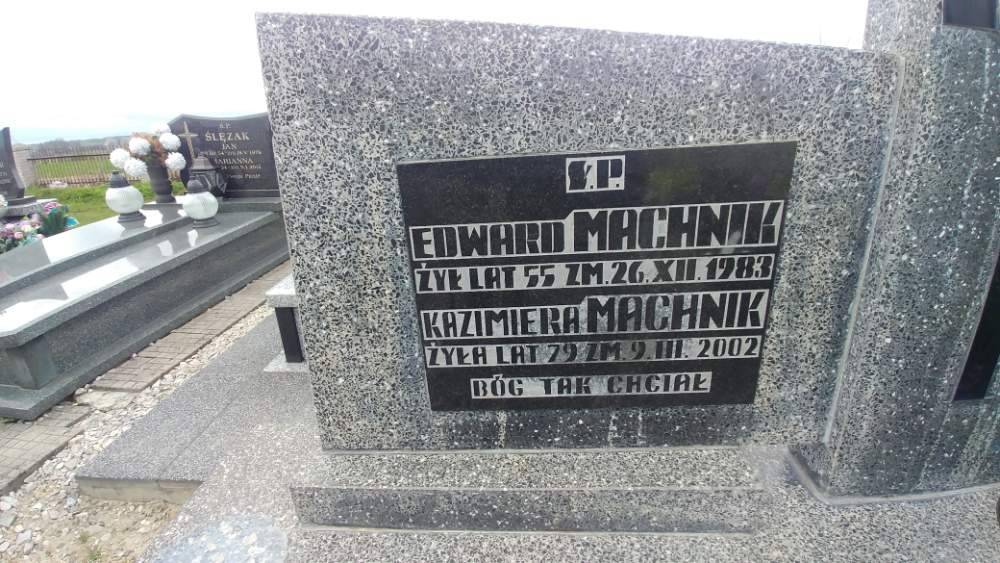 Ś.P.
EDWARD MACHNIK
ŻYŁ LAT 55 ZM. 26. XII. 1983
KAZIMIERA MACHNIK
ŻYŁA LAT 79 ZM. 9. III. 2002
BÓG TAK CHCIAŁ
Ś.P.
ŚLĘZAK
JAN
MARIANNA